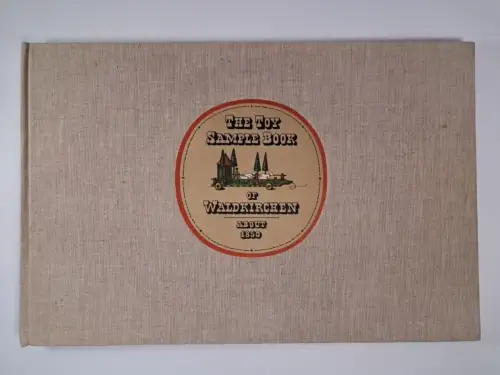 THE TOY
SAMPLE BOOK
OF
WALDKIRCHEN
ABOUT
1850